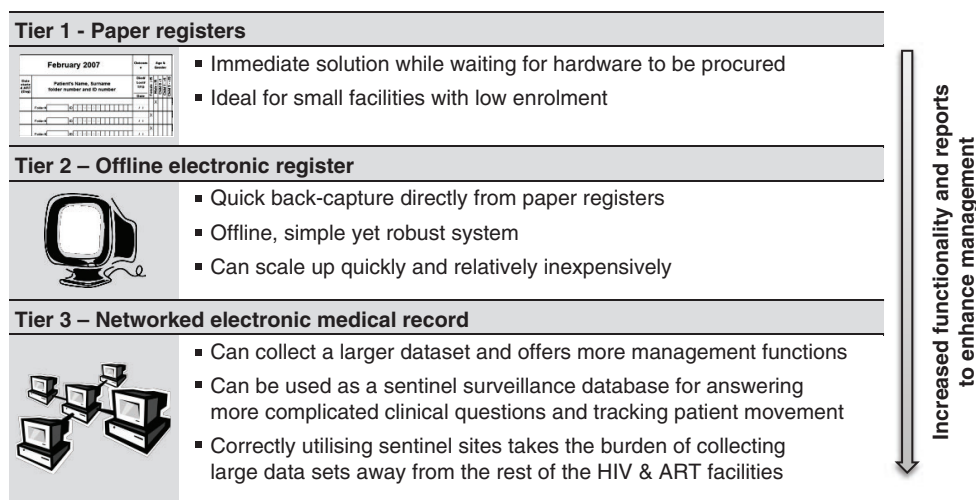 Tier 1 - Paper registers
February 2007
Patient's Name, Surname
folder number and ID number
▪ Immediate solution while waiting for hardware to be procured
▪ Ideal for small facilities with low enrolment
Tier 2 – Offline electronic register
▪ Quick back-capture directly from paper registers
▪ Offline, simple yet robust system
▪ Can scale up quickly and relatively inexpensively
Tier 3 – Networked electronic medical record
▪ Can collect a larger dataset and offers more management functions
▪ Can be used as a sentinel surveillance database for answering
more complicated clinical questions and tracking patient movement
▪ Correctly utilising sentinel sites takes the burden of collecting
large data sets away from the rest of the HIV & ART facilities
Increased functionality and reports
to enhance management